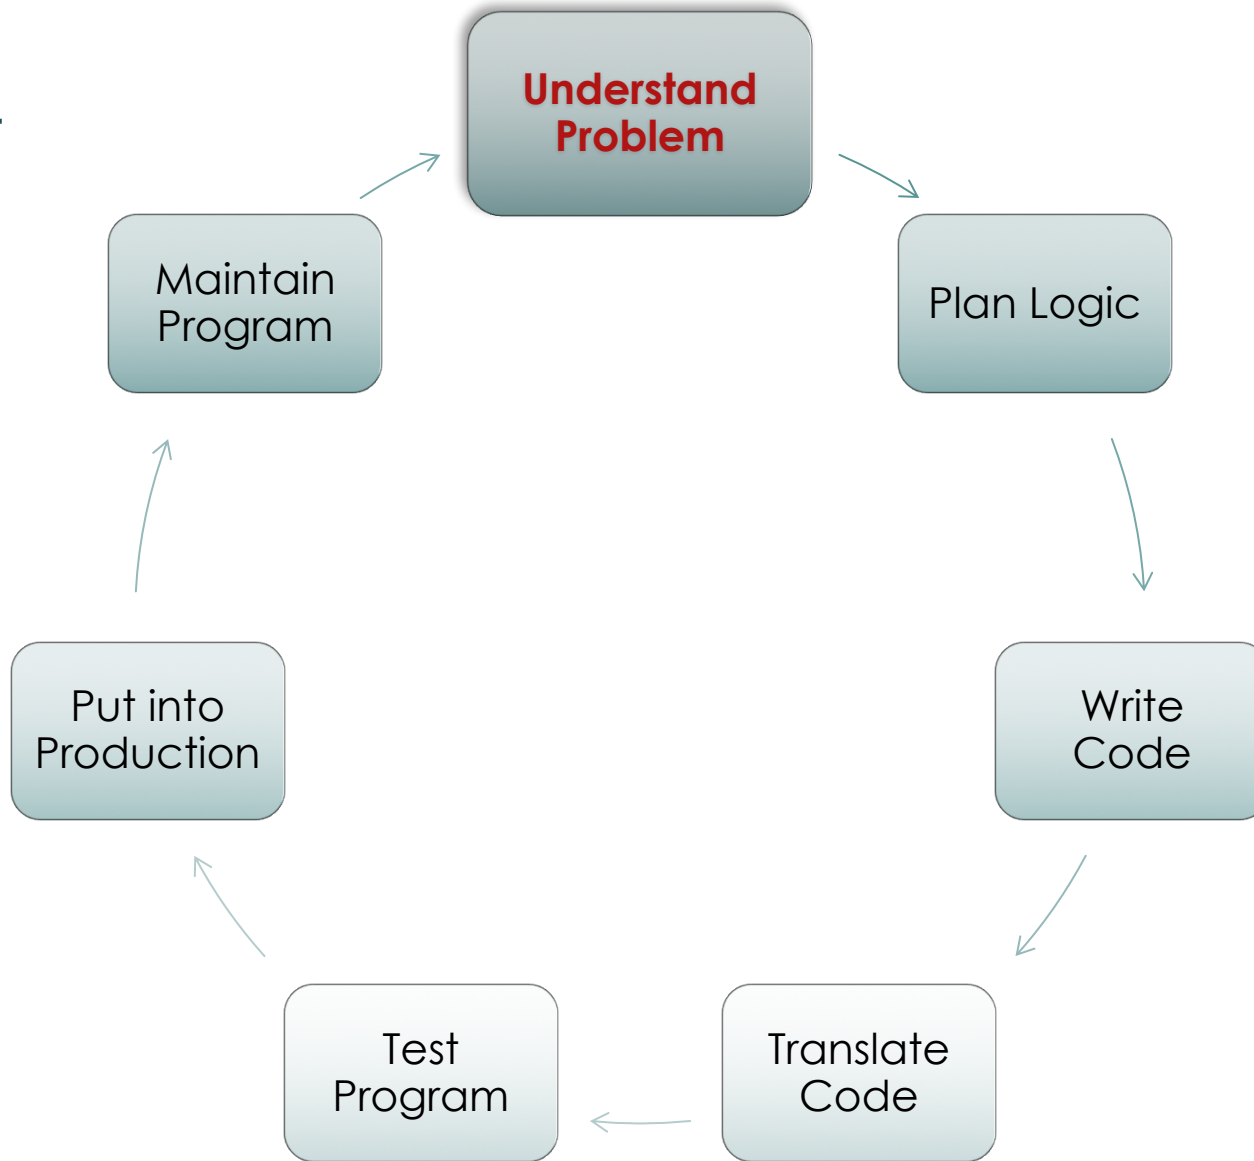 Understand
Problem
Plan Logic
Write
Code
Translate
Code
Test
Program
Put into
Production
Maintain
Program